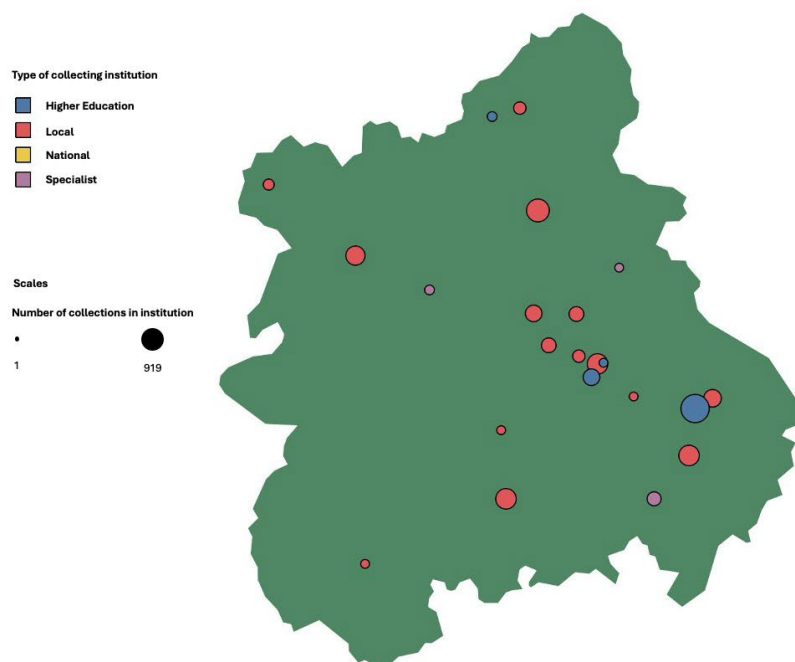 Type of collecting institution
Higher Education
Local
National
Specialist
Scales
Number of collections in institution
1 919